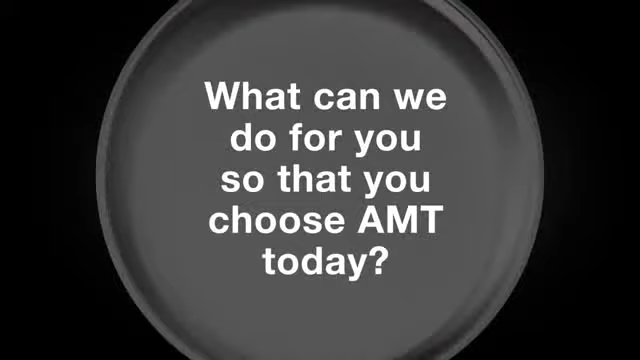 What can we
do for you
so that you
choose AMT
today?